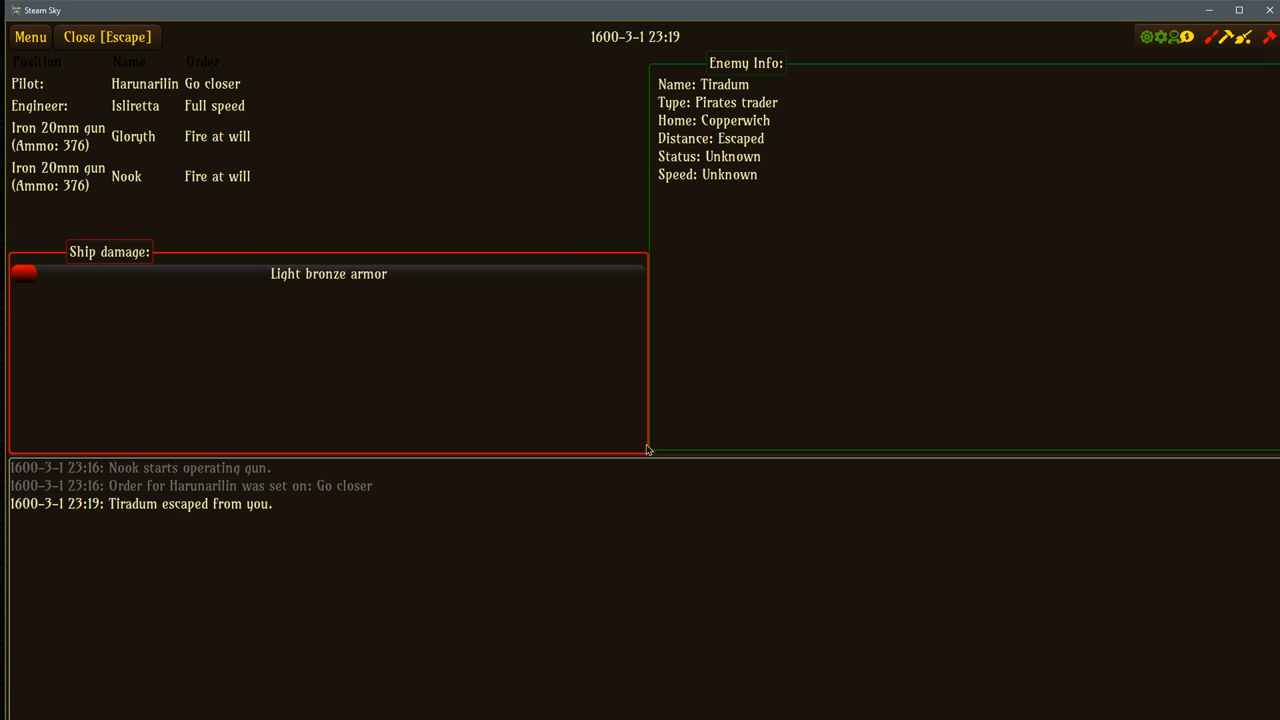 Steam Sky
Menu
Close [Escape]
1600-3-1 23:19
Position Name Order
Pilot: Harunarilin Go closer
Engineer: Isliretta Full speed
Iron 20mm gun
(Ammo: 376) Gloryth Fire at will
Iron 20mm gun
(Ammo: 376) Nook Fire at will
Enemy Info:
Name: Tiradum
Type: Pirates trader
Home: Copperwich
Distance: Escaped
Status: Unknown
Speed: Unknown
Ship damage:
Light bronze armor
1600-3-1 23:16: Nook starts operating gun.
1600-3-1 23:16: Order for Harunarilin was set on: Go closer
1600-3-1 23:19: Tiradum escaped from you.